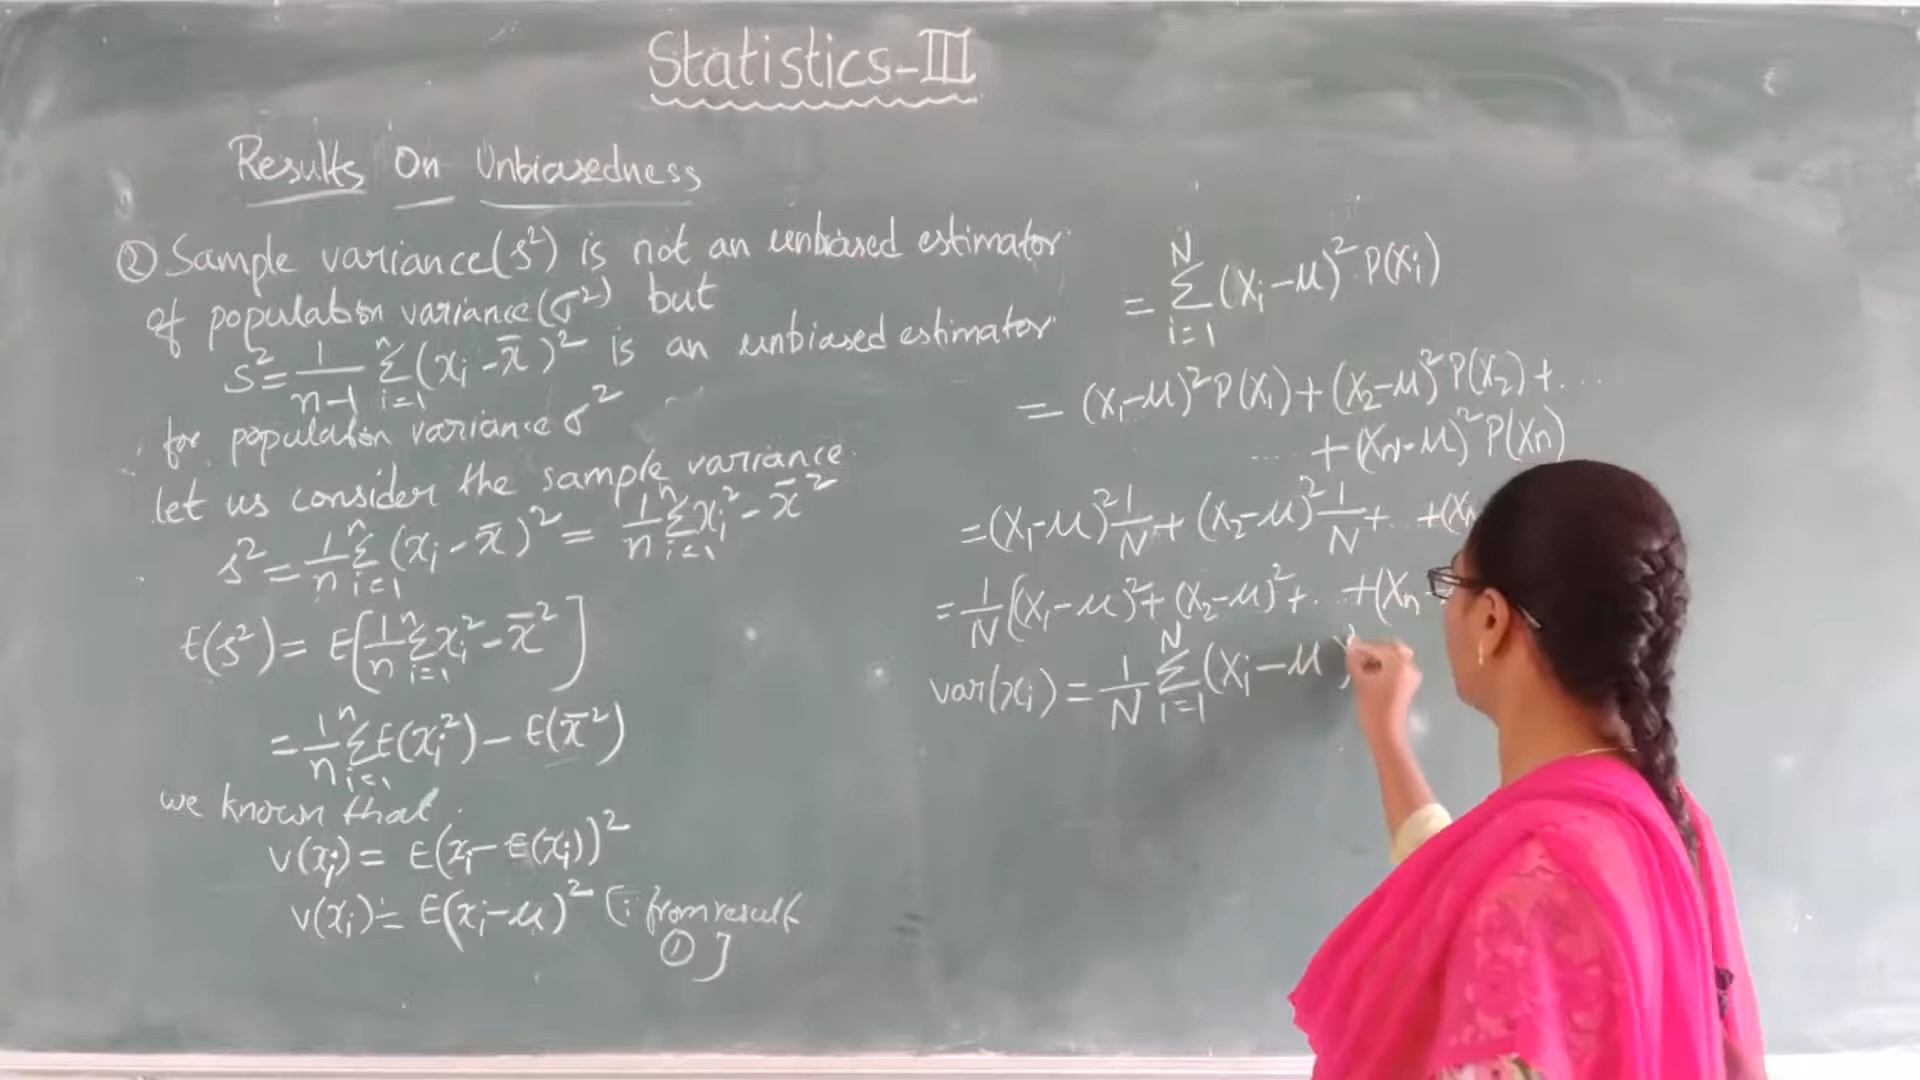 Statistics-III
Results On Unbiasedness
② Sample variance(s²) is not an unbiased estimator
of population variance(σ²) but
S² = 1/(n-1) Σ_{i=1}^{n} (xᵢ - x̄)² is an unbiased estimator
for population variance σ²
let us consider the sample variance
s² = 1/n Σ_{i=1}^{n} (xᵢ - x̄)² = 1/n Σ_{i=1}^{n} xᵢ² - x̄²
E(s²) = E[1/n Σ_{i=1}^{n} xᵢ² - x̄²]
= 1/n Σ_{i=1}^{n} E(xᵢ²) - E(x̄²)
we known that
v(xᵢ) = E(xᵢ - E(xᵢ))²
v(xᵢ) = E(xᵢ - μ)² [∵ from result
①]
= Σ_{i=1}^{N} (Xᵢ - μ)² P(Xᵢ)
= (X₁-μ)² P(X₁) + (X₂-μ)² P(X₂) + ....
.... + (Xₙ-μ)² P(Xₙ)
= (X₁-μ)² 1/N + (X₂-μ)² 1/N + .. + (X
= 1/N [(X₁-μ)² + (X₂-μ)² + ... + (Xₙ -
var(xᵢ) = 1/N Σ_{i=1}^{N} (Xᵢ - μ)